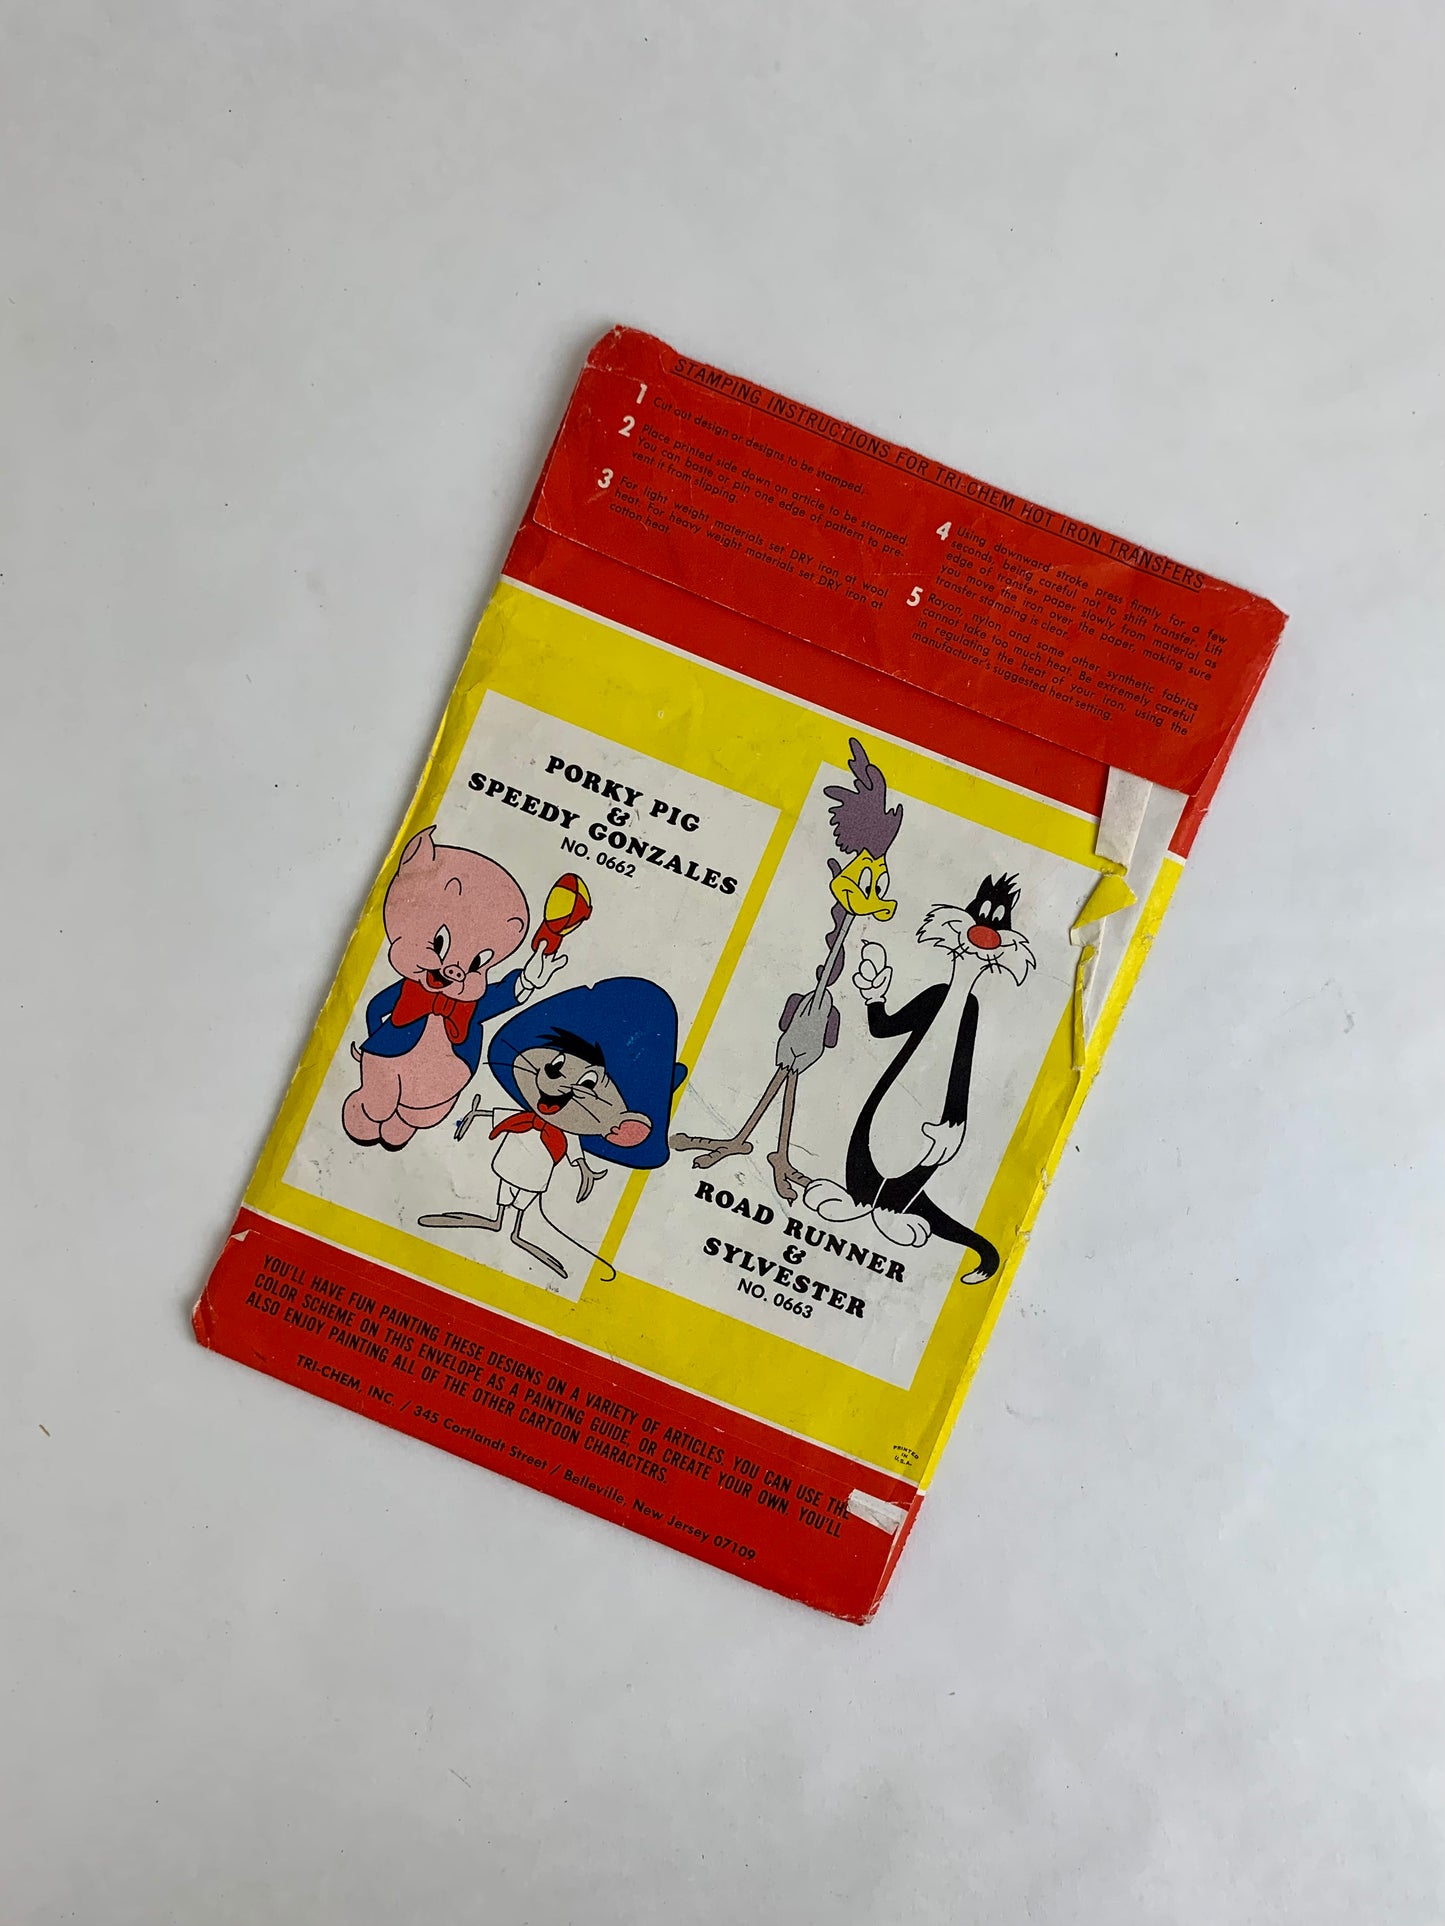 STAMPING INSTRUCTIONS FOR TRI-CHEM HOT IRON TRANSFERS
1 Cut out design or designs to be stamped.
2 Place printed side down on article to be stamped.
You can baste or pin one edge of pattern to pre-
vent it from slipping.
3 For light weight materials set DRY iron at wool
heat. For heavy weight materials set DRY iron at
cotton heat
4 Using downward stroke press firmly for a few
seconds, being careful not to shift transfer. Lift
edge of transfer paper slowly from material as
you move the iron over the paper, making sure
transfer stamping is clear.
5 Rayon, nylon and some other synthetic fabrics
cannot take too much heat. Be extremely careful
in regulating the heat of your iron, using the
manufacturer's suggested heat setting.
PORKY PIG
&
SPEEDY GONZALES
NO. 0662
ROAD RUNNER
&
SYLVESTER
NO. 0663
PRINTED
IN
U.S.A.
YOU'LL HAVE FUN PAINTING THESE DESIGNS ON A VARIETY OF ARTICLES. YOU CAN USE THE
COLOR SCHEME ON THIS ENVELOPE AS A PAINTING GUIDE, OR CREATE YOUR OWN. YOU'LL
ALSO ENJOY PAINTING ALL OF THE OTHER CARTOON CHARACTERS.
TRI-CHEM, INC. / 345 Cortlandt Street / Belleville, New Jersey 07109